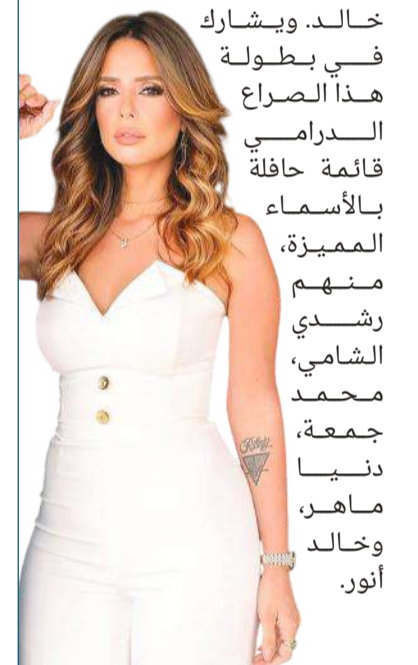 خالد. ويشارك
في بطولة
هذا الصراع
الدرامي
قائمة حافلة
بالأسماء
المميزة،
منهم
رشدي
الشامي،
محمد
جمعة،
دنيا
ماهر،
وخالد
أنور.